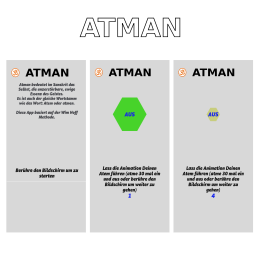 ATMAN
ATMAN
Atman bedeutet im Sanskrit das
Selbst, die unzerstörbare, ewige
Essenz des Geistes.
Es ist auch der gleiche Wortstamm
wie das Wort Atem oder atmen.
Diese App basiert auf der Wim Hoff
Methode.
Berühre den Bildschirm um zu
starten
ATMAN
AUS
Lass die Animation Deinen
Atem führen (atme 30 mal ein
und aus oder berühre den
Bildschirm um weiter zu
gehen)
1
ATMAN
AUS
Lass die Animation Deinen
Atem führen (atme 30 mal ein
und aus oder berühre den
Bildschirm um weiter zu
gehen)
4